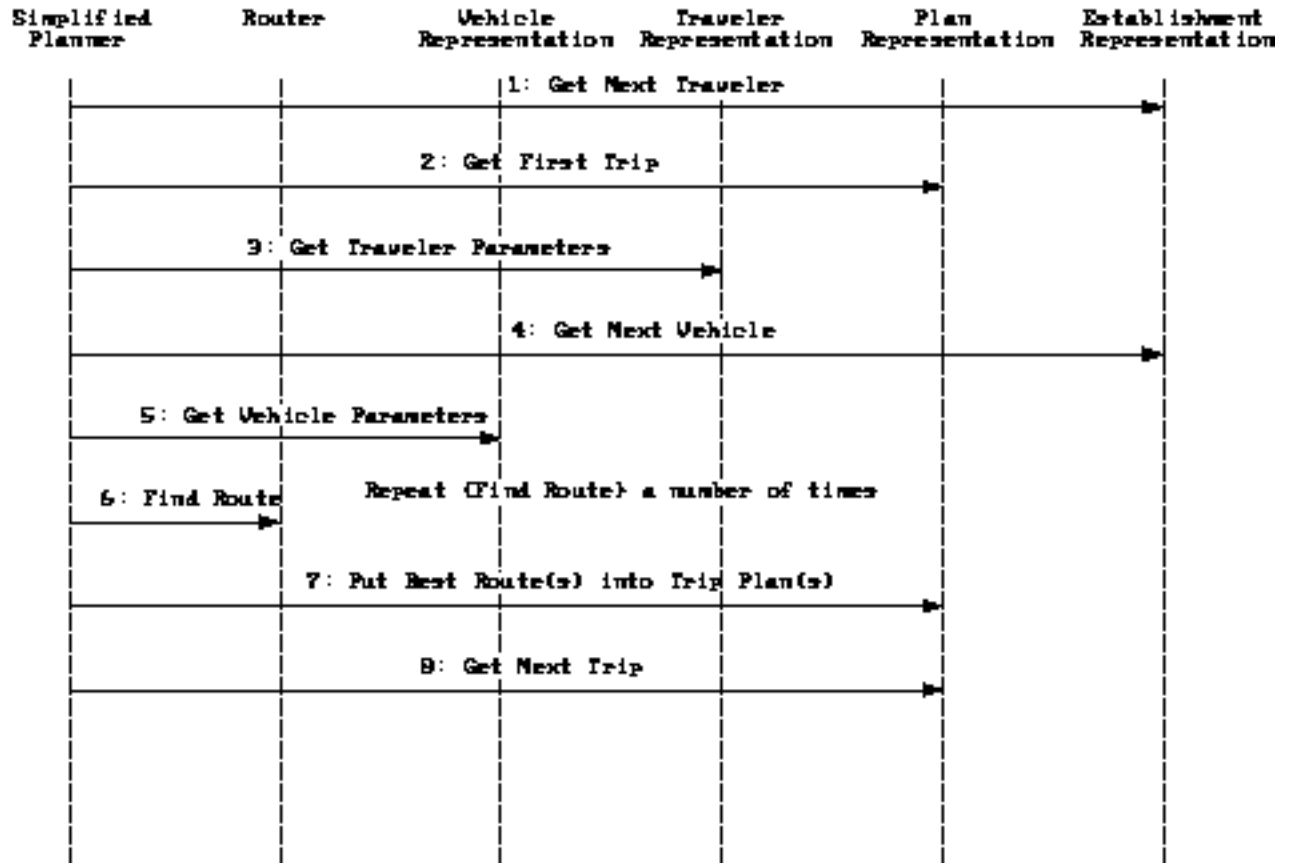 Simplified Planner
Router
Vehicle Representation
Traveler Representation
Plan Representation
Establishment Representation
1: Get Next Traveler
2: Get First Trip
3: Get Traveler Parameters
4: Get Next Vehicle
5: Get Vehicle Parameters
6: Find Route
Repeat {Find Route} a number of times
7: Put Best Route(s) into Trip Plan(s)
8: Get Next Trip